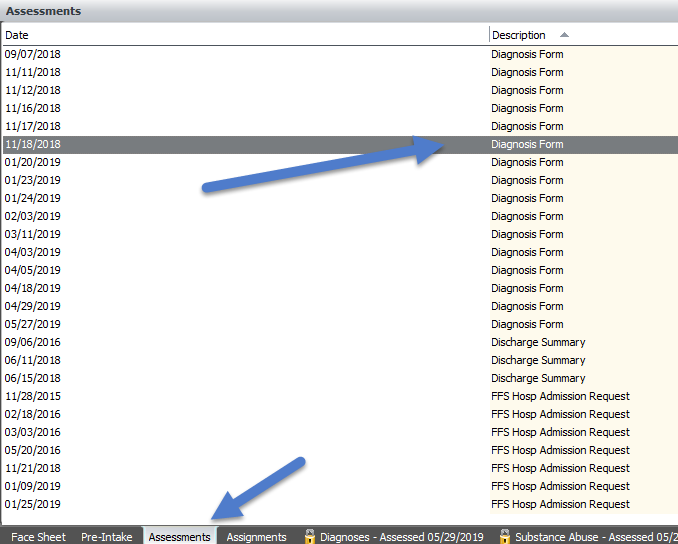 Assessments
Date Description
09/07/2018 Diagnosis Form
11/11/2018 Diagnosis Form
11/12/2018 Diagnosis Form
11/16/2018 Diagnosis Form
11/17/2018 Diagnosis Form
11/18/2018 Diagnosis Form
01/20/2019 Diagnosis Form
01/23/2019 Diagnosis Form
01/24/2019 Diagnosis Form
02/03/2019 Diagnosis Form
03/11/2019 Diagnosis Form
04/03/2019 Diagnosis Form
04/05/2019 Diagnosis Form
04/18/2019 Diagnosis Form
04/29/2019 Diagnosis Form
05/27/2019 Diagnosis Form
09/06/2016 Discharge Summary
06/11/2018 Discharge Summary
06/15/2018 Discharge Summary
11/28/2015 FFS Hosp Admission Request
02/18/2016 FFS Hosp Admission Request
03/03/2016 FFS Hosp Admission Request
05/20/2016 FFS Hosp Admission Request
11/21/2018 FFS Hosp Admission Request
01/09/2019 FFS Hosp Admission Request
01/25/2019 FFS Hosp Admission Request
Face Sheet Pre-Intake Assessments Assignments Diagnoses - Assessed 05/29/2019 Substance Abuse - Assessed 05/2